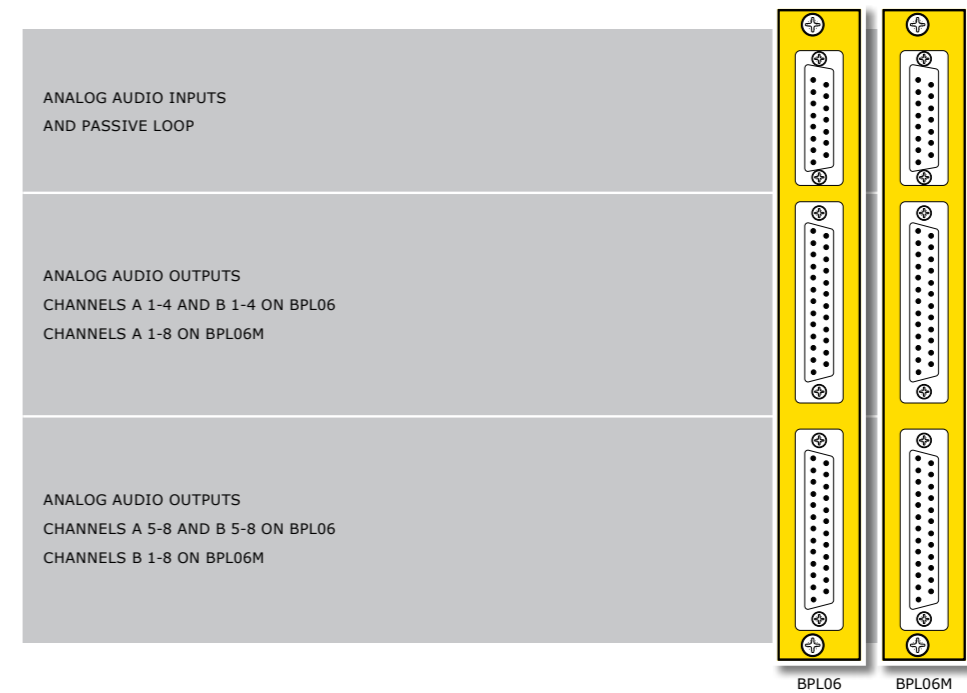 ANALOG AUDIO INPUTS
AND PASSIVE LOOP
ANALOG AUDIO OUTPUTS
CHANNELS A 1-4 AND B 1-4 ON BPL06
CHANNELS A 1-8 ON BPL06M
ANALOG AUDIO OUTPUTS
CHANNELS A 5-8 AND B 5-8 ON BPL06
CHANNELS B 1-8 ON BPL06M
BPL06
BPL06M